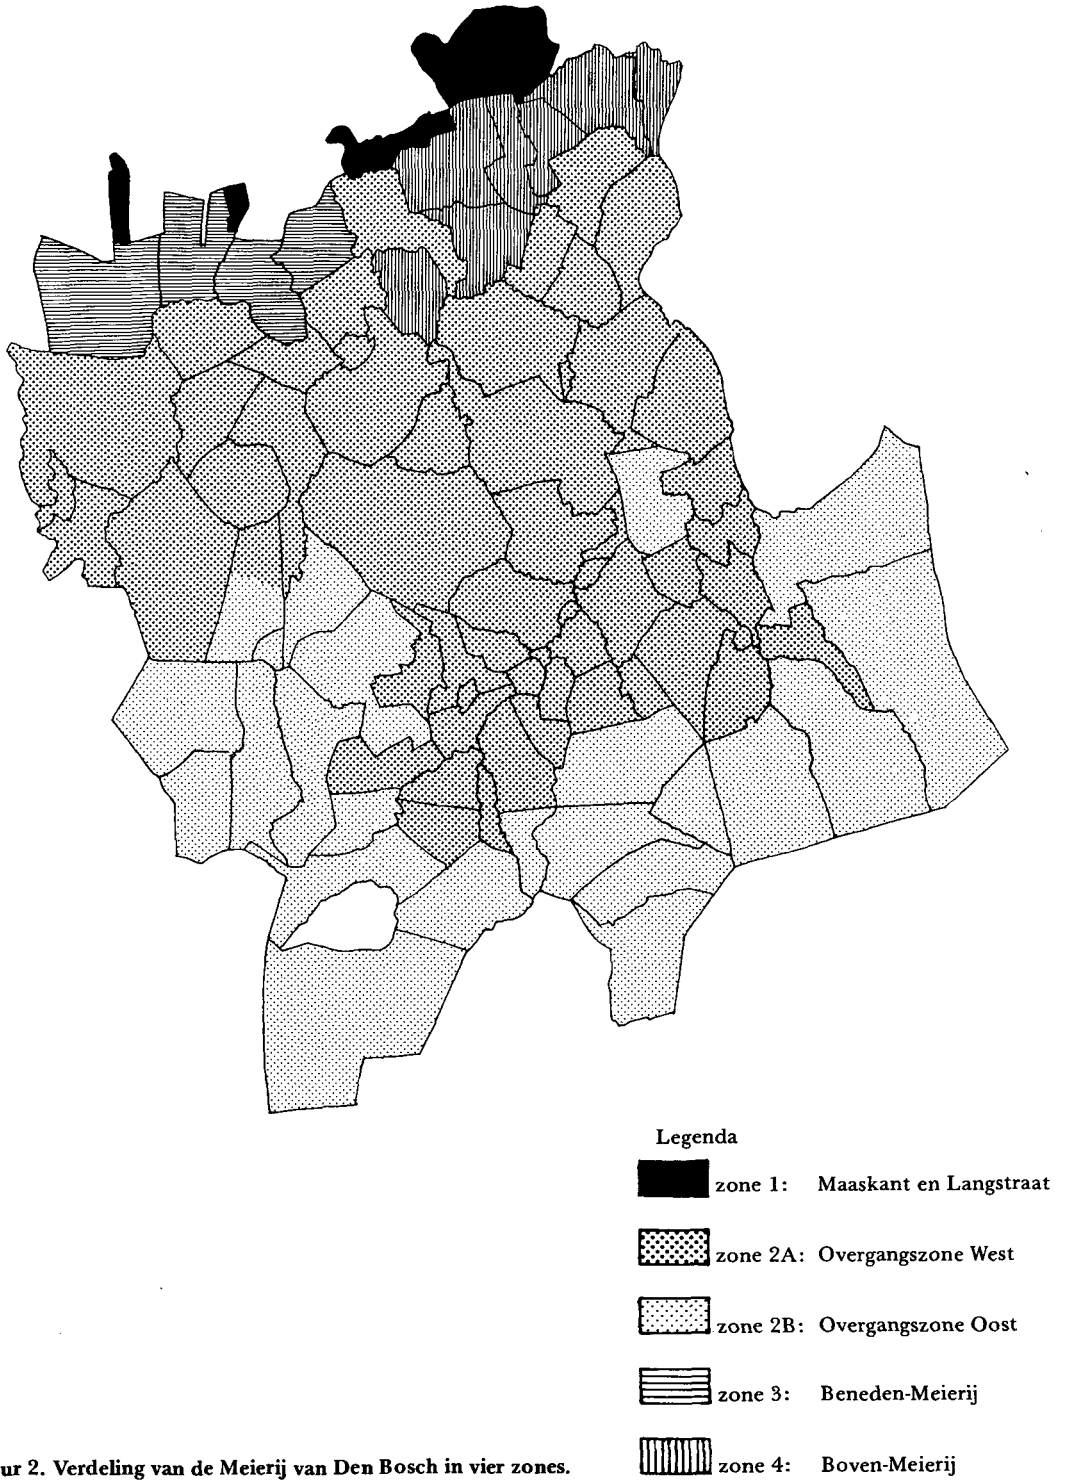 Legenda
zone 1: Maaskant en Langstraat
zone 2A: Overgangszone West
zone 2B: Overgangszone Oost
zone 3: Beneden-Meierij
zone 4: Boven-Meierij
ur 2. Verdeling van de Meierij van Den Bosch in vier zones.